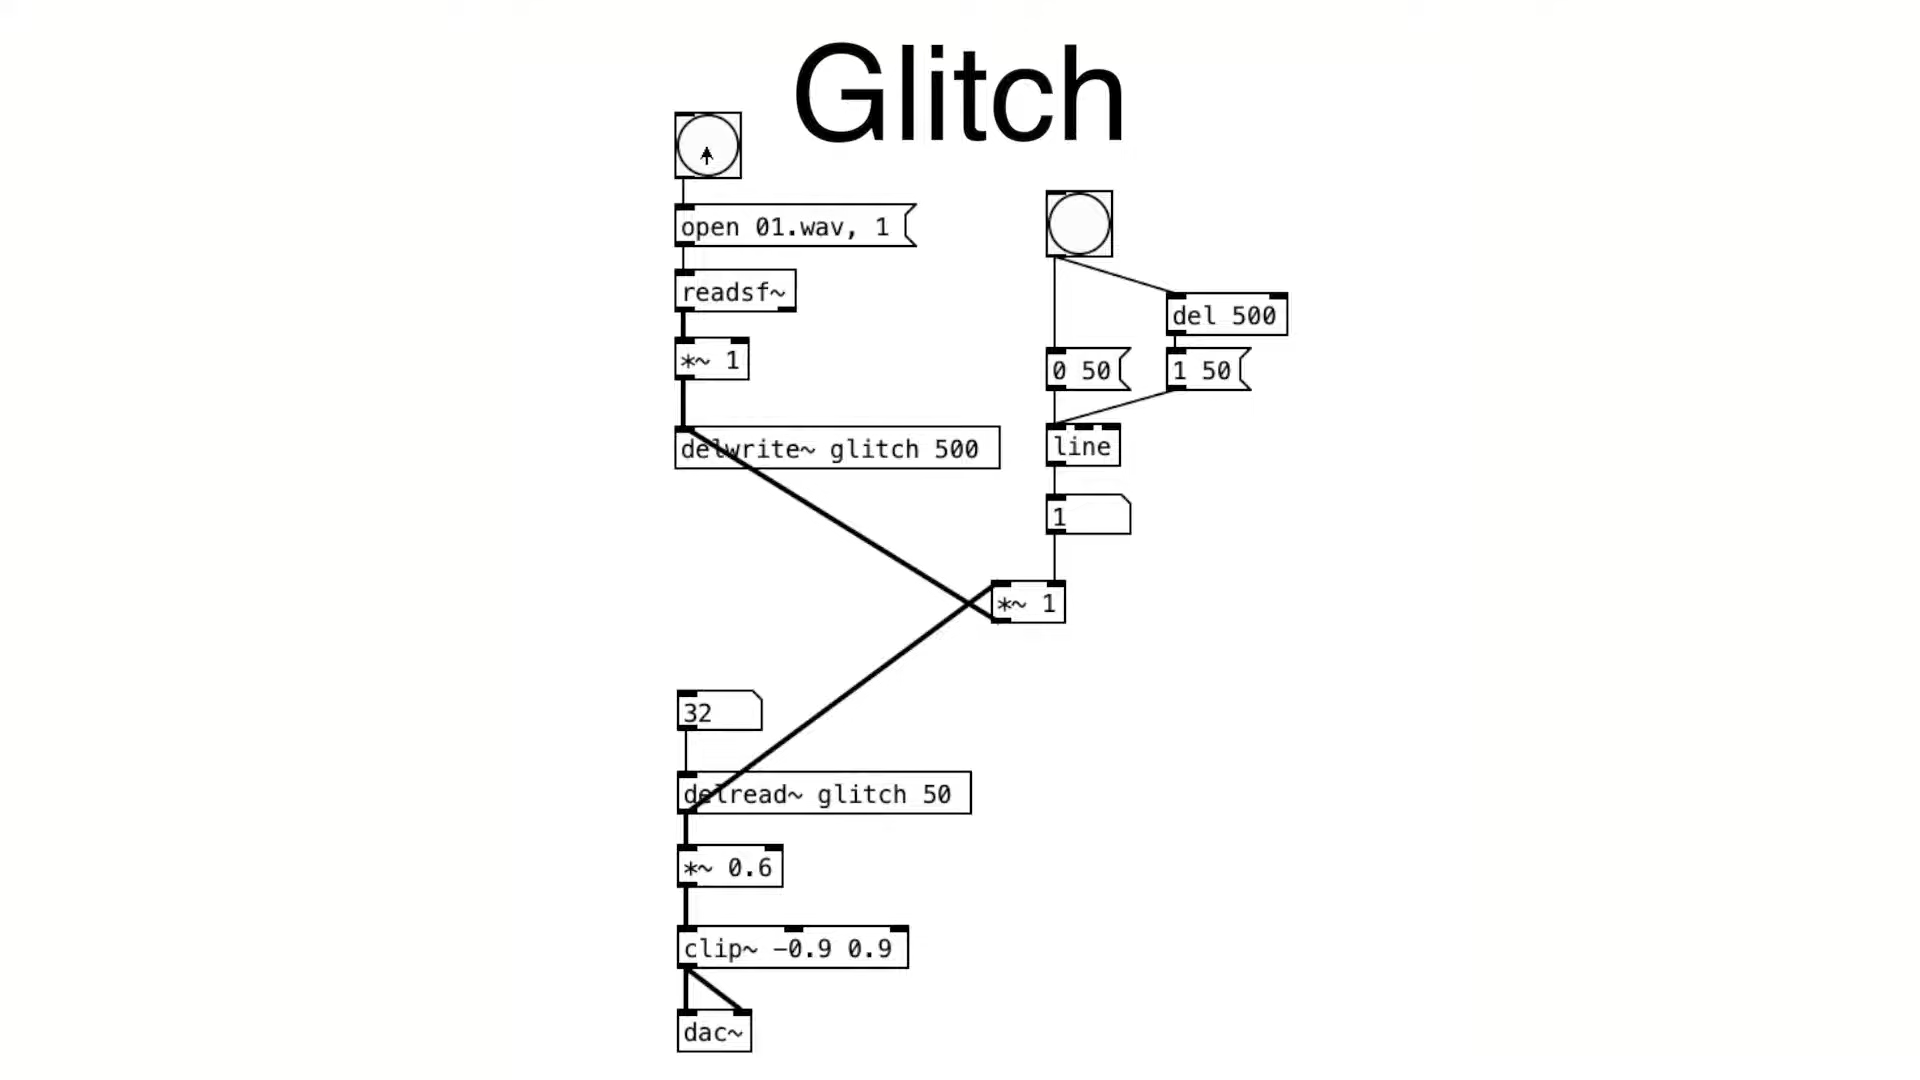 Glitch
open 01.wav, 1
readsf~
*~ 1
delwrite~ glitch 500
del 500
0 50
1 50
line
1
*~ 1
32
delread~ glitch 50
*~ 0.6
clip~ -0.9 0.9
dac~